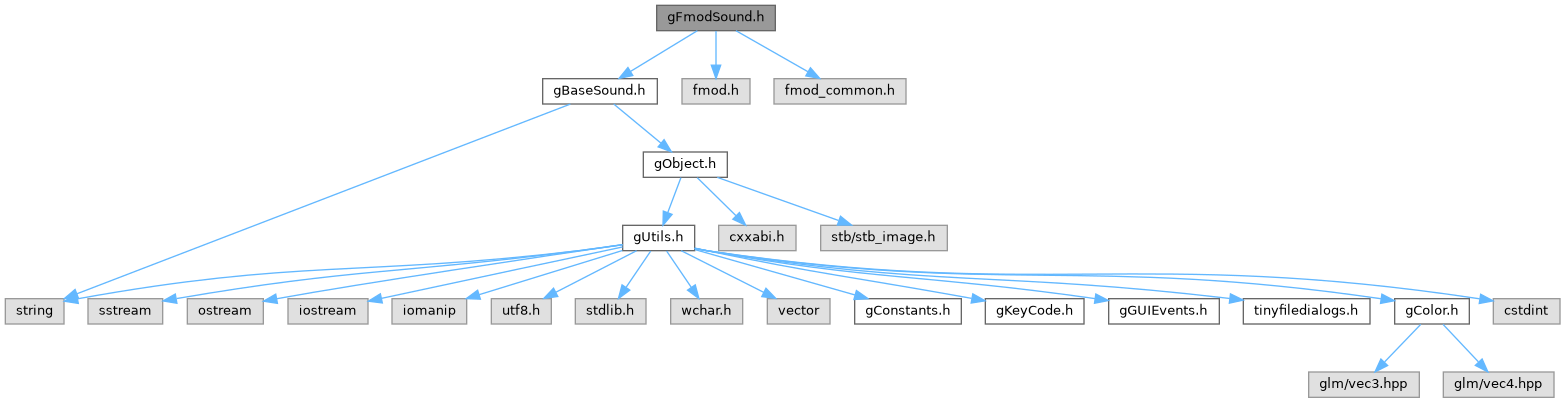 gFmodSound.h
gBaseSound.h
fmod.h
fmod_common.h
gObject.h
gUtils.h
cxxabi.h
stb/stb_image.h
string
sstream
ostream
iostream
iomanip
utf8.h
stdlib.h
wchar.h
vector
gConstants.h
gKeyCode.h
gGUIEvents.h
tinyfiledialogs.h
gColor.h
cstdint
glm/vec3.hpp
glm/vec4.hpp